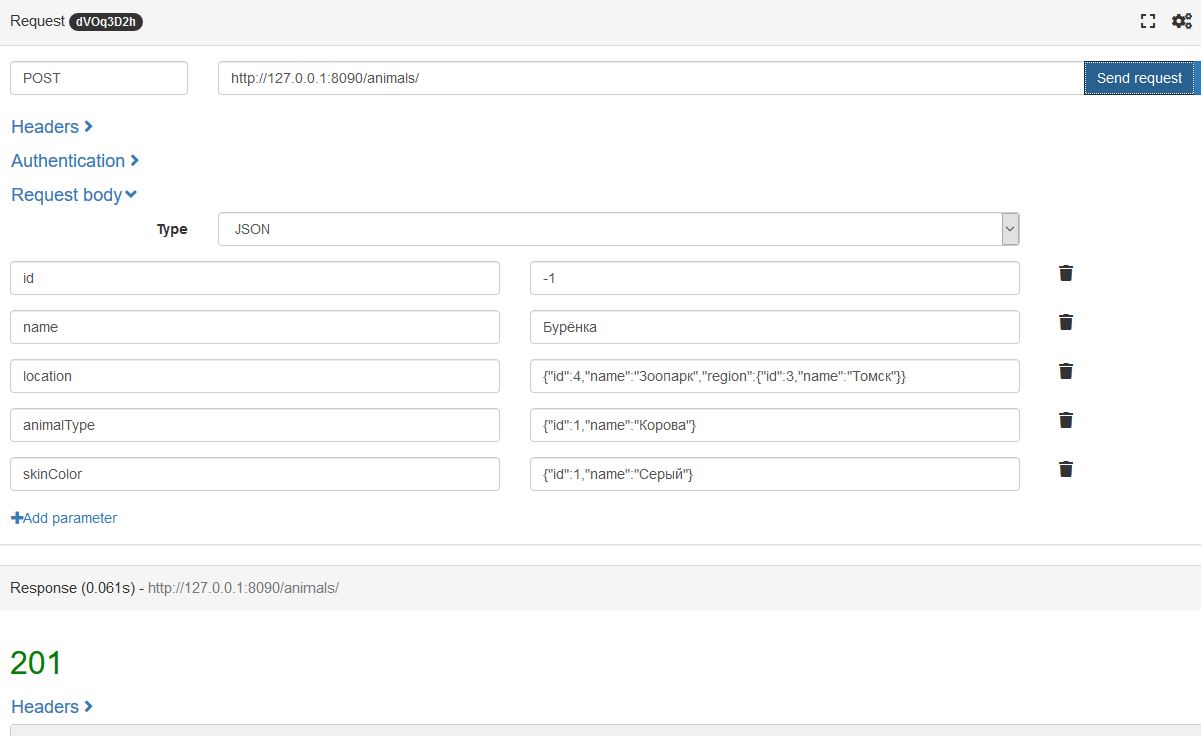 Request dVOq3D2h
POST http://127.0.0.1:8090/animals/ Send request
Headers
Authentication
Request body
Type JSON
id -1
name Бурёнка
location {"id":4,"name":"Зоопарк","region":{"id":3,"name":"Томск"}}
animalType {"id":1,"name":"Корова"}
skinColor {"id":1,"name":"Серый"}
Add parameter
Response (0.061s) - http://127.0.0.1:8090/animals/
201
Headers